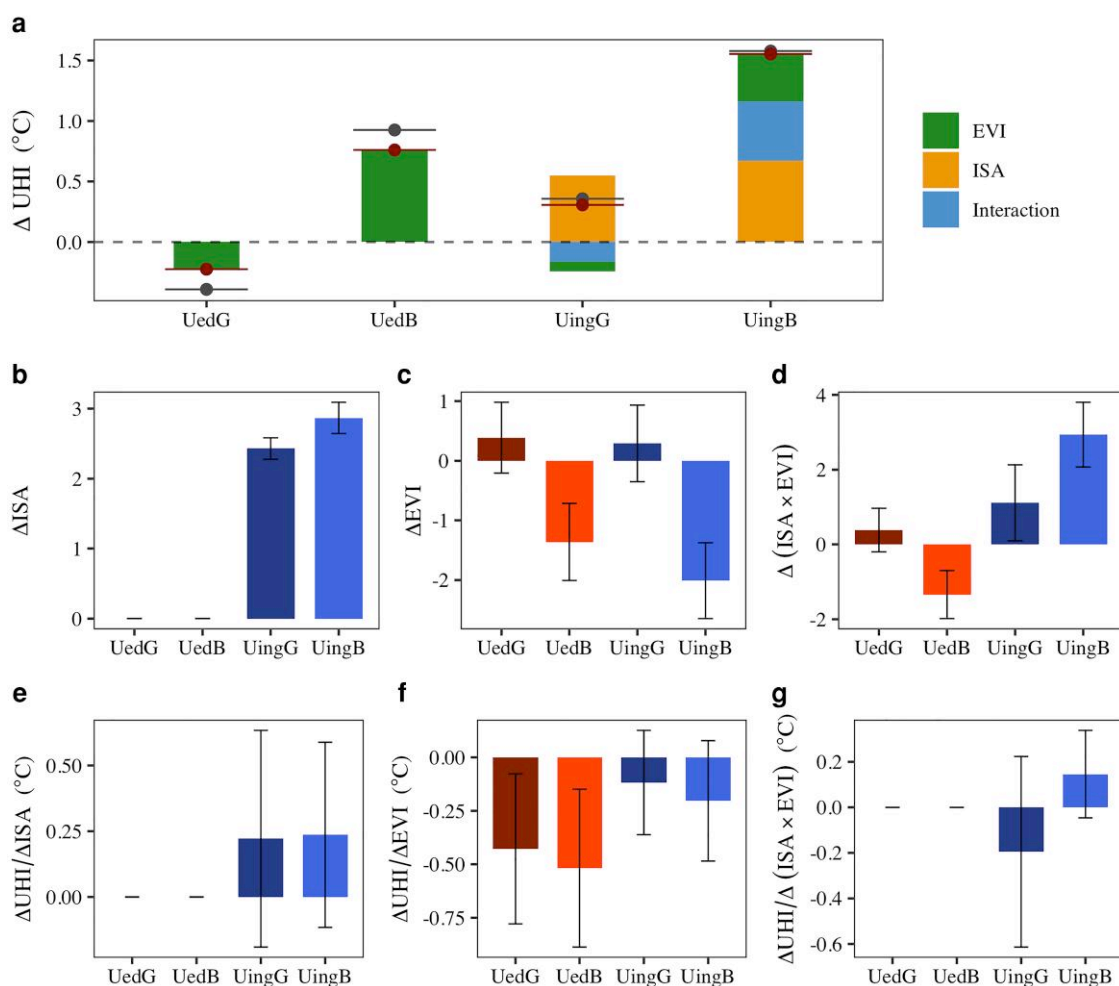 a
Δ UHI (°C)
1.5
1.0
0.5
0.0
UedG UedB UingG UingB
EVI
ISA
Interaction
b
ΔISA
3
2
1
0
UedG UedB UingG UingB
c
ΔEVI
1
0
-1
-2
UedG UedB UingG UingB
d
Δ (ISA × EVI)
4
2
0
-2
UedG UedB UingG UingB
e
ΔUHI/ΔISA (°C)
0.50
0.25
0.00
UedG UedB UingG UingB
f
ΔUHI/ΔEVI (°C)
0.00
-0.25
-0.50
-0.75
UedG UedB UingG UingB
g
ΔUHI/Δ (ISA × EVI) (°C)
0.2
0.0
-0.2
-0.4
-0.6
UedG UedB UingG UingB